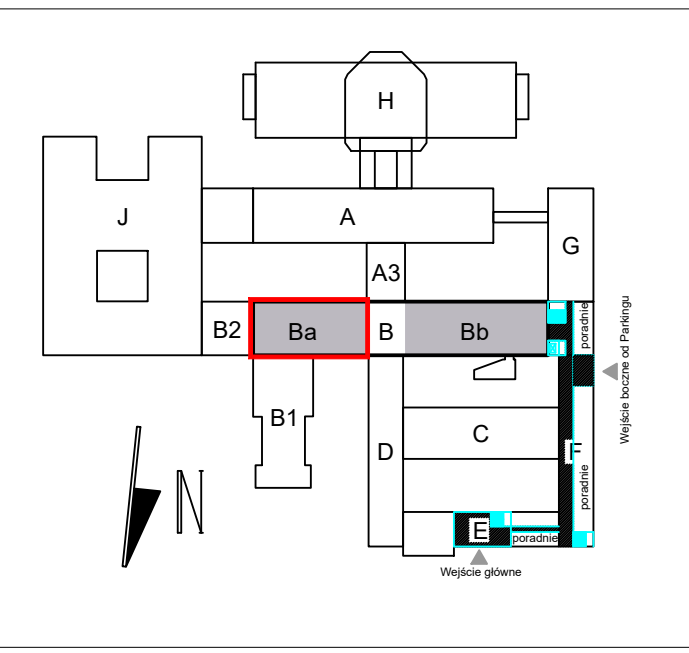 H
J
A
G
A3
B2
Ba
B
Bb
poradnie
Wejście boczne od Parkingu
B1
D
C
F
poradnie
N
E
poradnie
Wejście główne